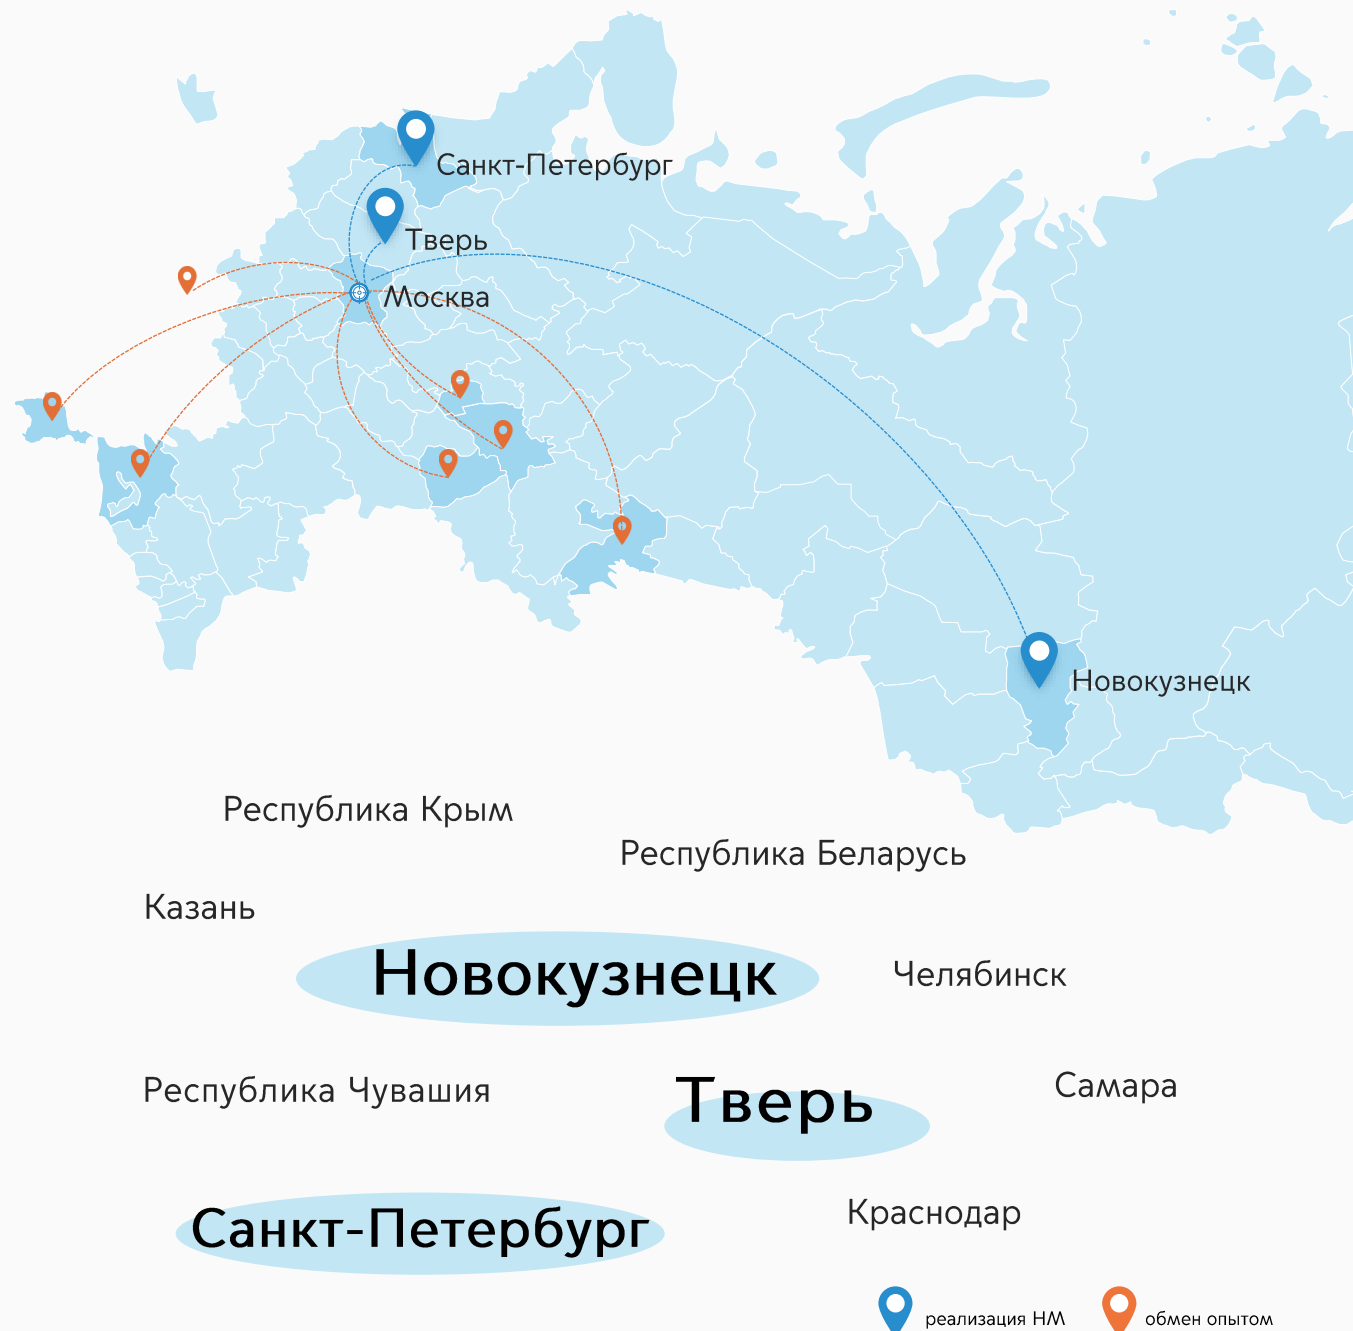 Санкт-Петербург
Тверь
Москва
Новокузнецк
Республика Крым
Республика Беларусь
Казань
Новокузнецк
Челябинск
Республика Чувашия
Тверь
Самара
Санкт-Петербург
Краснодар
реализация НМ
обмен опытом